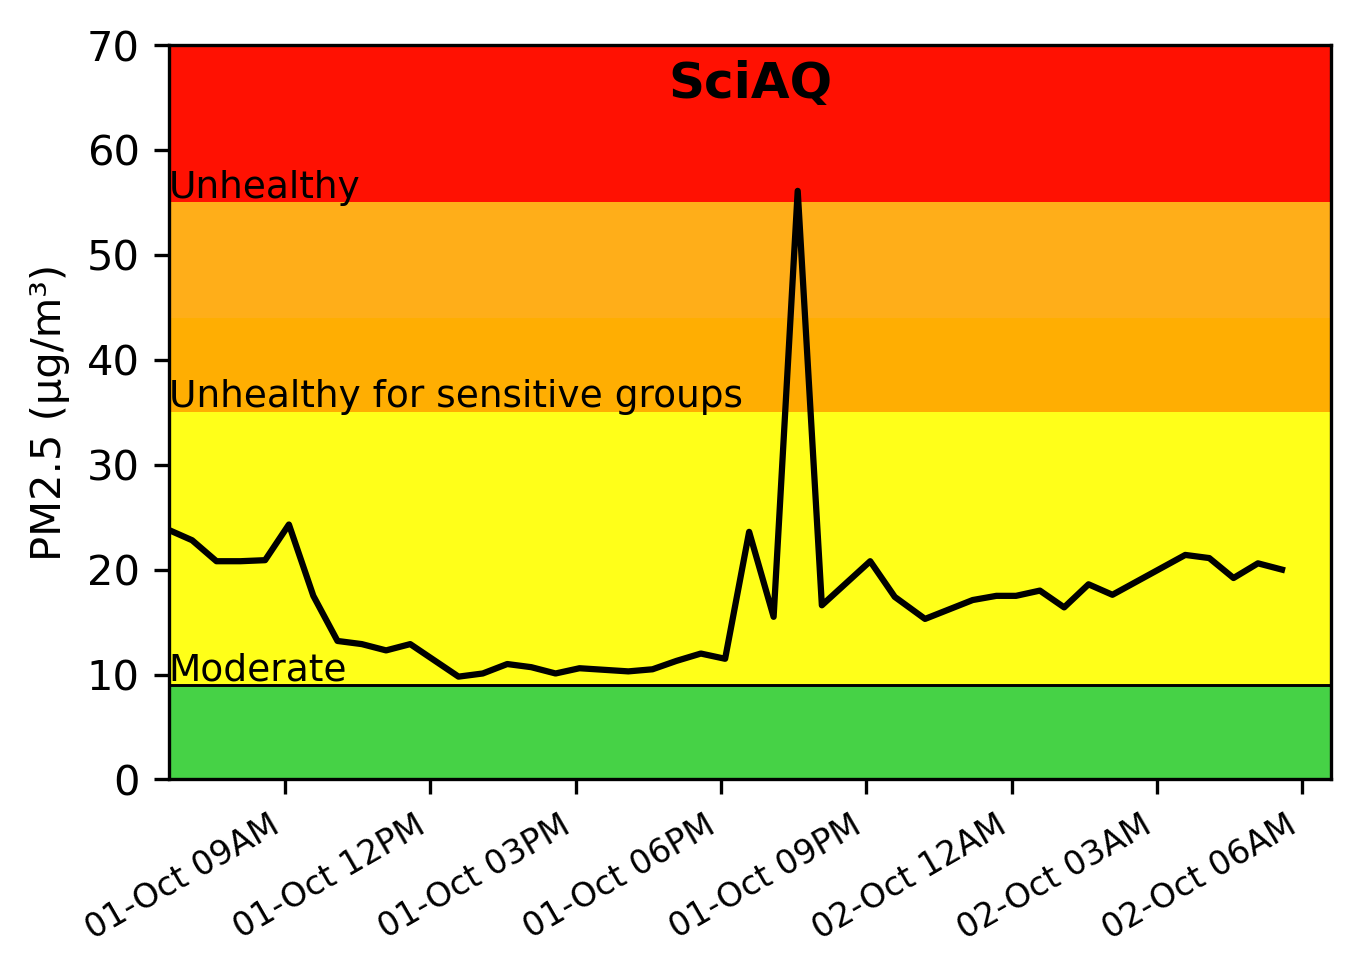 SciAQ
PM2.5 (µg/m³)
70
60
50
40
30
20
10
0
Unhealthy
Unhealthy for sensitive groups
Moderate
01-Oct 09AM
01-Oct 12PM
01-Oct 03PM
01-Oct 06PM
01-Oct 09PM
02-Oct 12AM
02-Oct 03AM
02-Oct 06AM